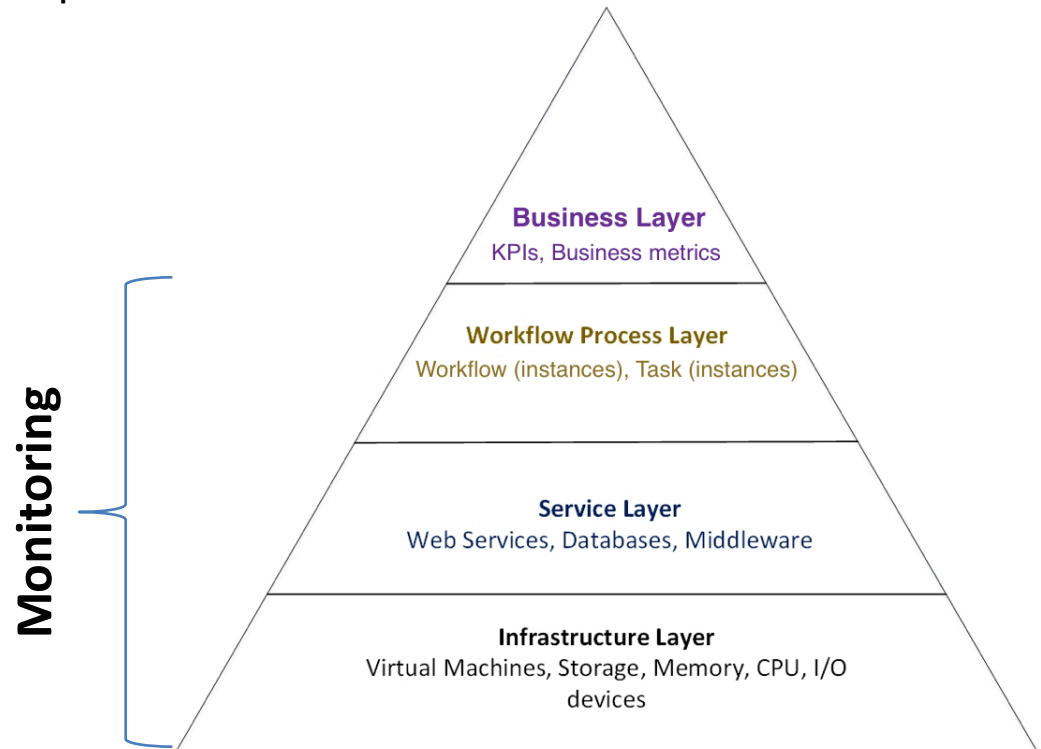 Business Layer
KPIs, Business metrics
Workflow Process Layer
Workflow (instances), Task (instances)
Monitoring
Service Layer
Web Services, Databases, Middleware
Infrastructure Layer
Virtual Machines, Storage, Memory, CPU, I/O
devices